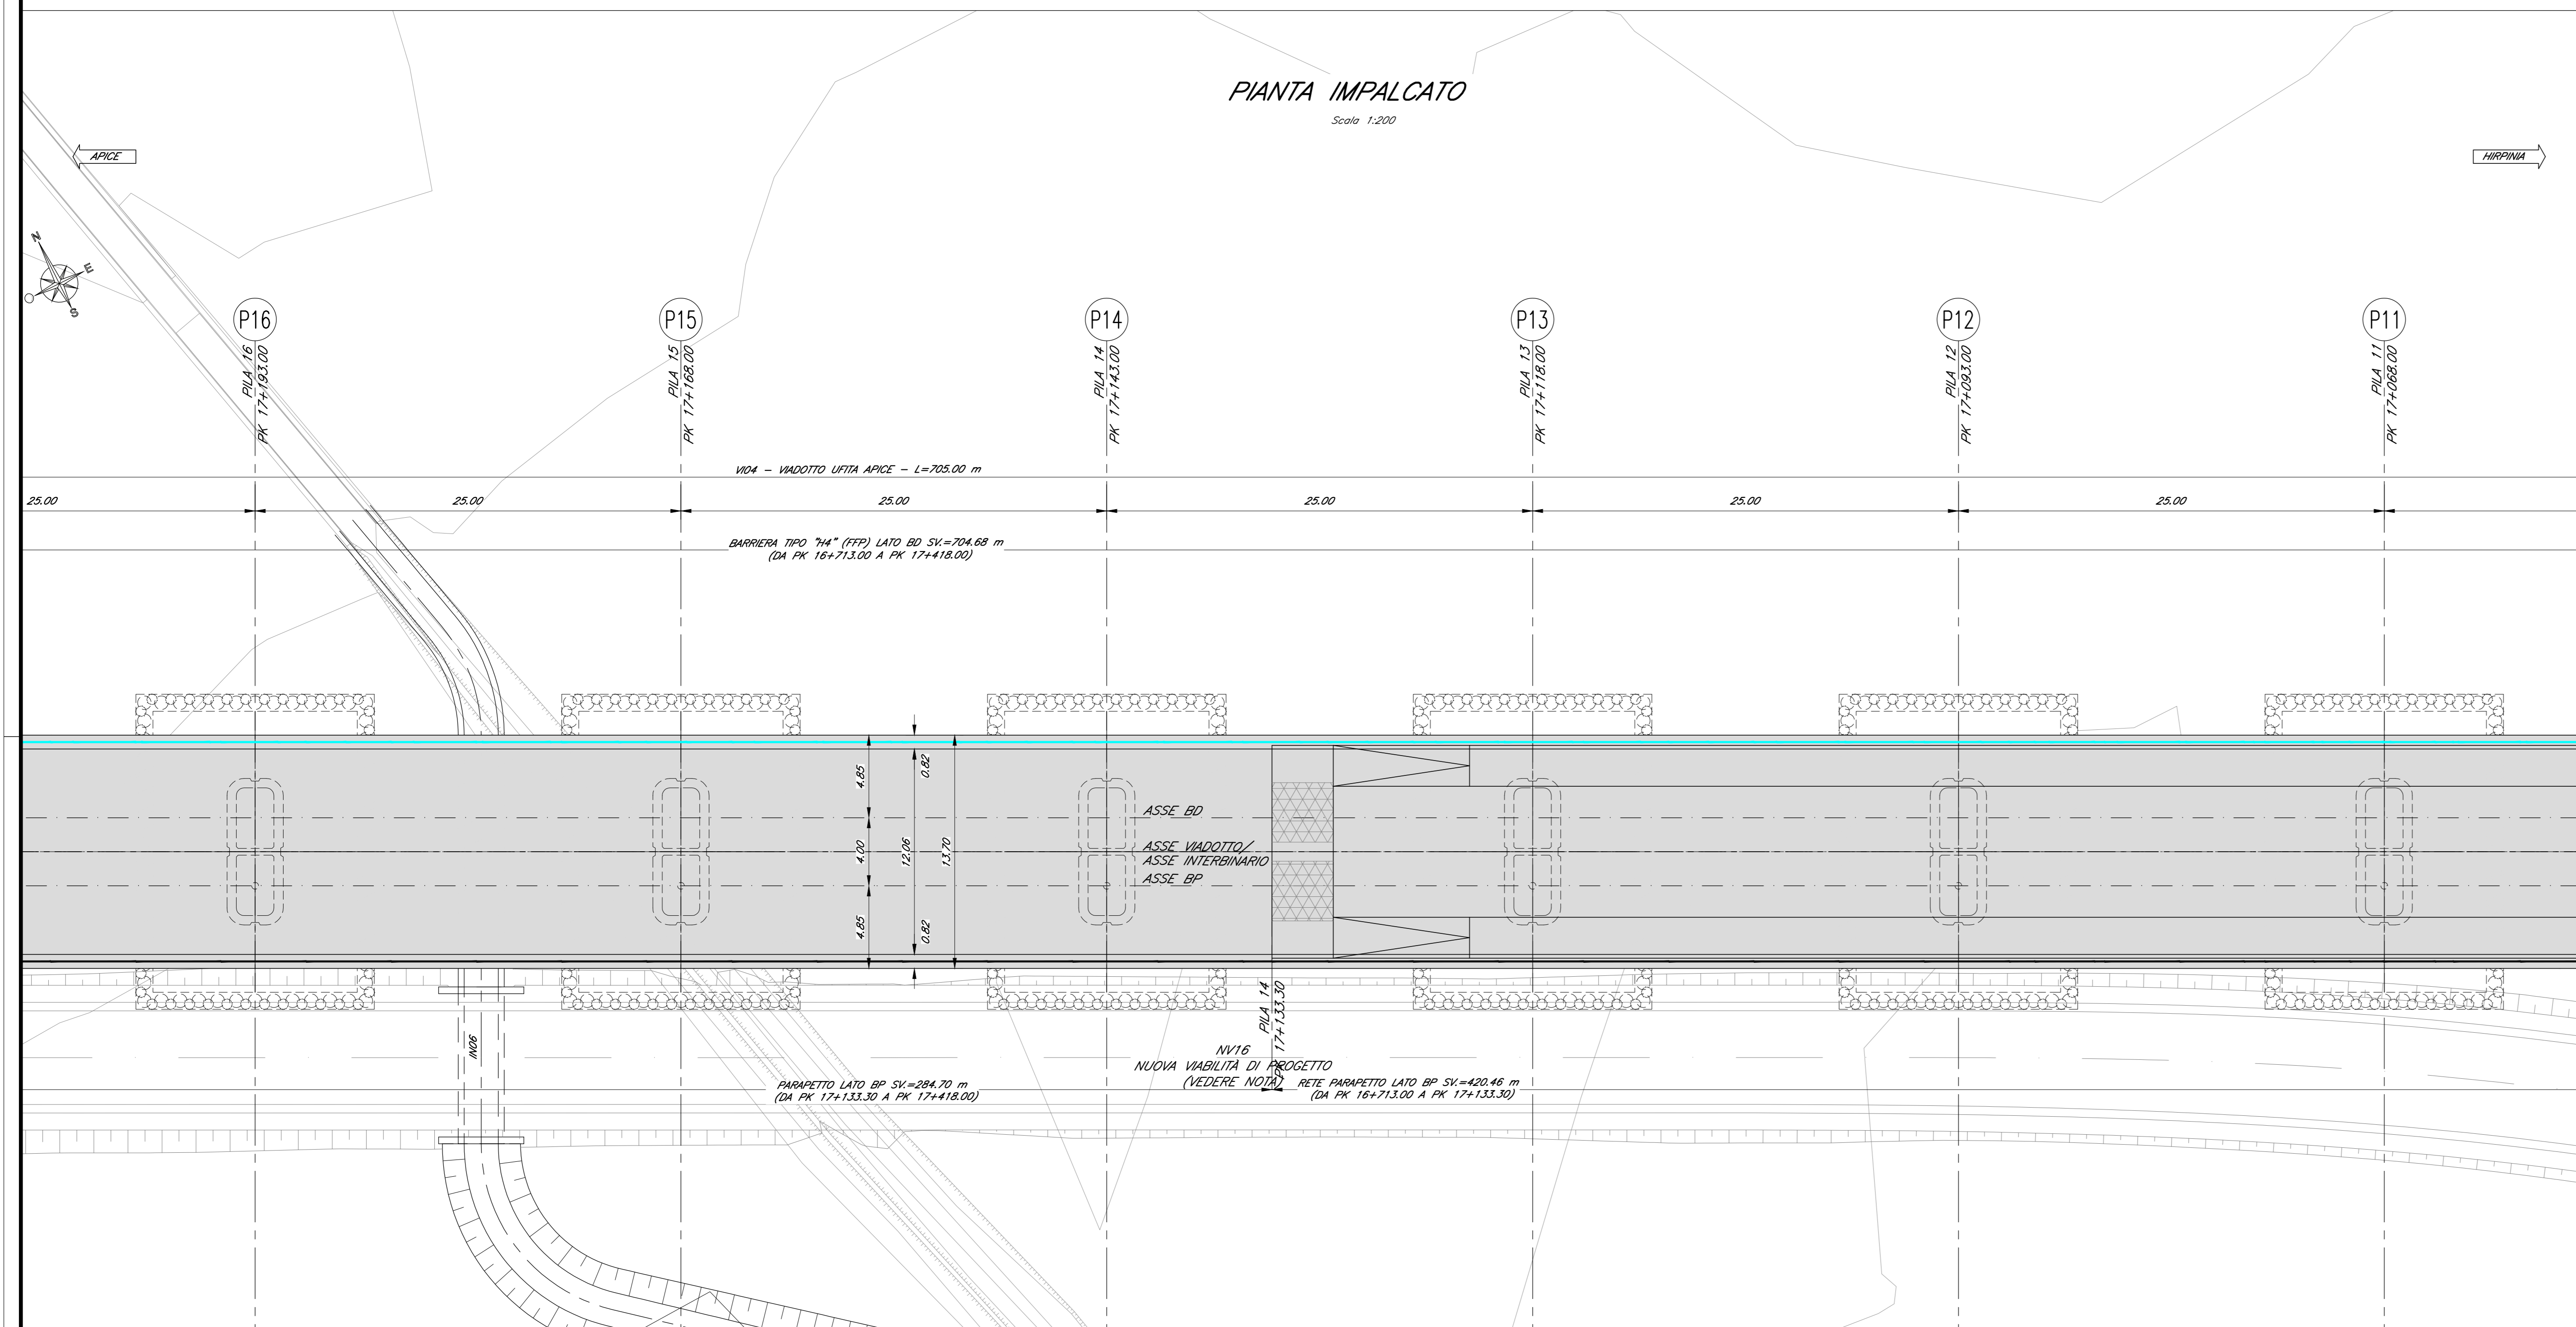 PIANTA IMPALCATO
Scala 1:200
APICE
HIRPINIA
N
E
O
S
P16
P15
P14
P13
P12
P11
PILA 16
PK 17+193.00
PILA 15
PK 17+168.00
PILA 14
PK 17+143.00
PILA 13
PK 17+118.00
PILA 12
PK 17+093.00
PILA 11
PK 17+068.00
VI04 - VIADOTTO UFITA APICE - L=705.00 m
25.00
25.00
25.00
25.00
25.00
25.00
BARRIERA TIPO "H4" (FFP) LATO BD SV.=704.68 m
(DA PK 16+713.00 A PK 17+418.00)
4.85
0.82
4.00
12.06
13.70
4.85
0.82
ASSE BD
ASSE VIADOTTO/
ASSE INTERBINARIO
ASSE BP
PILA 14
PK 17+133.30
IN06
NV16
NUOVA VIABILITÀ DI PROGETTO
(VEDERE NOTA)
PARAPETTO LATO BP SV.=284.70 m
(DA PK 17+133.30 A PK 17+418.00)
RETE PARAPETTO LATO BP SV.=420.46 m
(DA PK 16+713.00 A PK 17+133.30)